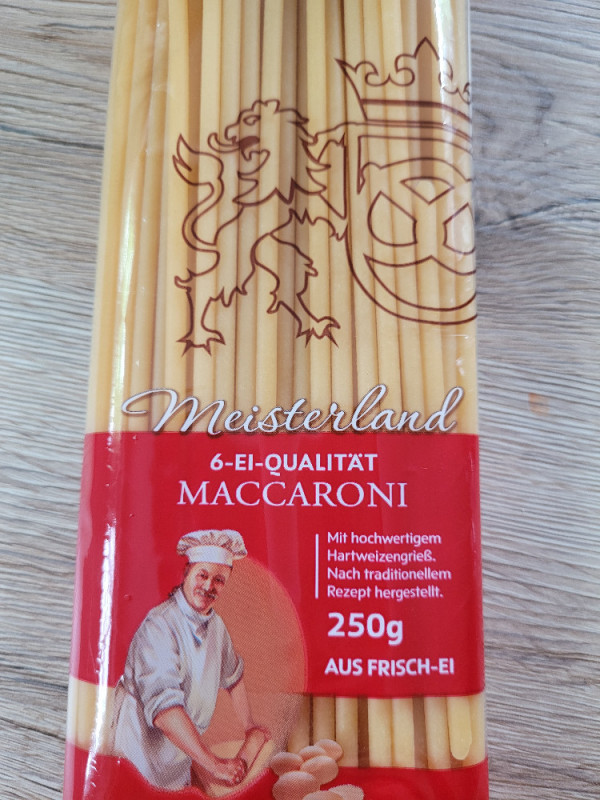 Meisterland
6-EI-QUALITÄT
MACCARONI
Mit hochwertigem
Hartweizengrieß.
Nach traditionellem
Rezept hergestellt.
250g
AUS FRISCH-EI